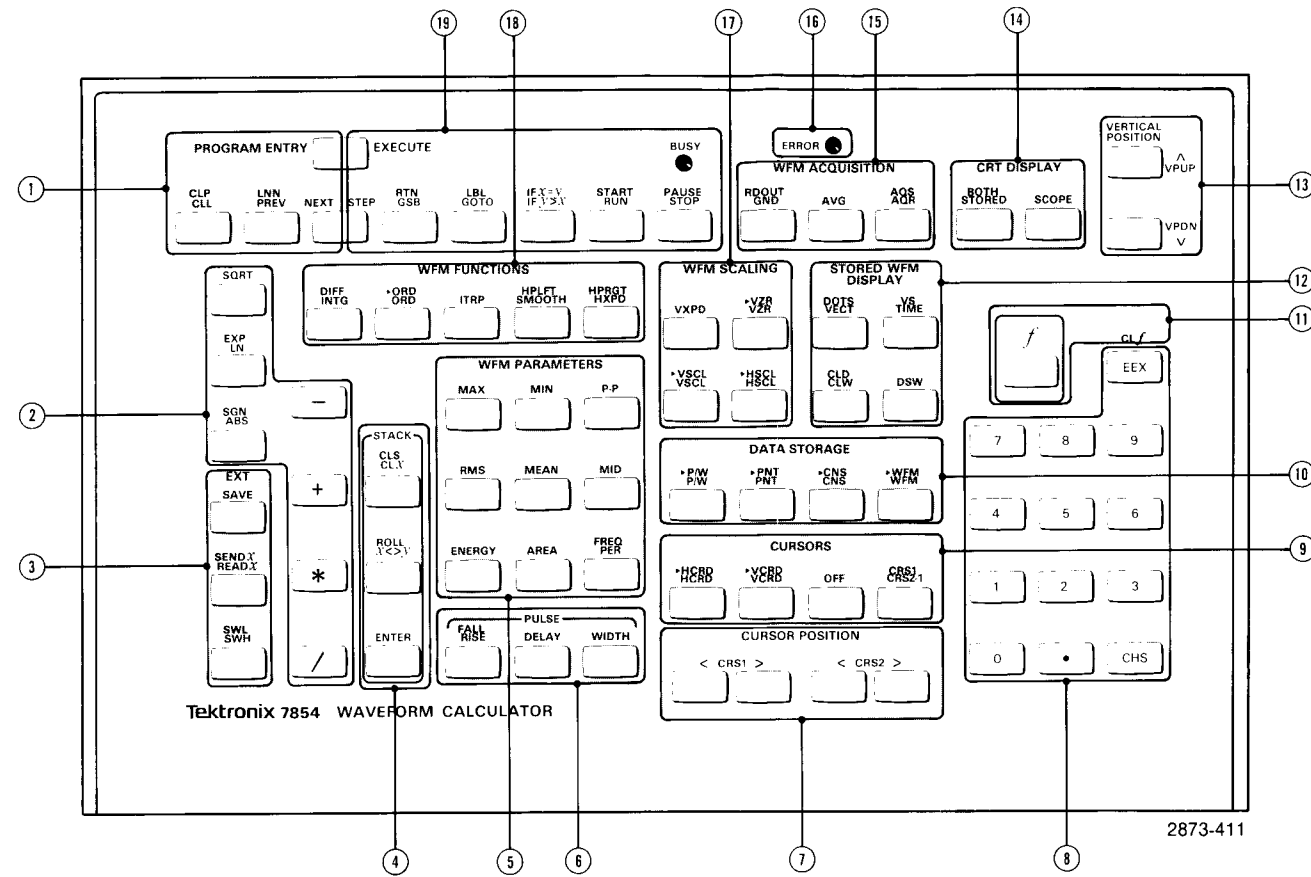 19 18 17 16 15 14
PROGRAM ENTRY EXECUTE BUSY
ERROR
VERTICAL
POSITION
∧
VPUP
1
CLP
CLL
LNN
PREV
NEXT STEP
RTN
GSB
LBL
GOTO
IF X=Y
IF Y>X
START
RUN
PAUSE
STOP
WFM ACQUISITION
RDOUT
GND
AVG
AQS
AQR
CRT DISPLAY
BOTH
STORED
SCOPE
VPDN
∨
13
SQRT
EXP
LN
SGN
ABS
2
−
+
*
/
WFM FUNCTIONS
DIFF
INTG
▸ORD
ORD
ITRP
HPLFT
SMOOTH
HPRGT
HXPD
WFM SCALING
VXPD
▸VZR
VZR
▸VSCL
VSCL
▸HSCL
HSCL
STORED WFM
DISPLAY
DOTS
VECT
VS
TIME
CLD
CLW
DSW
12
f
CL f
11
EEX
7 8 9
4 5 6
1 2 3
0 • CHS
EXT
SAVE
SEND X
READ X
SWL
SWH
3
STACK
CLS
CLX
ROLL
X<>Y
ENTER
WFM PARAMETERS
MAX MIN P-P
RMS MEAN MID
ENERGY AREA
FREQ
PER
PULSE
FALL
RISE
DELAY WIDTH
DATA STORAGE
▸P/W
P/W
▸PNT
PNT
▸CNS
CNS
▸WFM
WFM
10
CURSORS
▸HCRD
HCRD
▸VCRD
VCRD
OFF
CRS1
CRS2-1
9
CURSOR POSITION
< CRS1 > < CRS2 >
Tektronix 7854 WAVEFORM CALCULATOR
2873-411
4 5 6 7 8